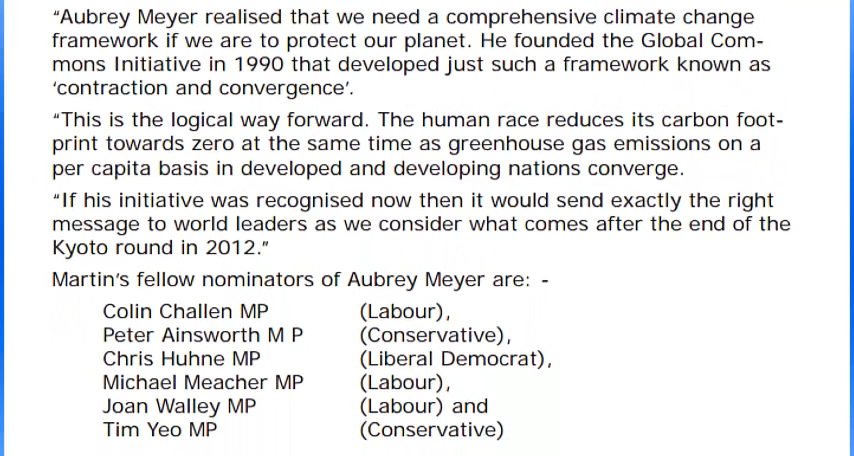 “Aubrey Meyer realised that we need a comprehensive climate change
framework if we are to protect our planet. He founded the Global Com-
mons Initiative in 1990 that developed just such a framework known as
‘contraction and convergence’.
“This is the logical way forward. The human race reduces its carbon foot-
print towards zero at the same time as greenhouse gas emissions on a
per capita basis in developed and developing nations converge.
“If his initiative was recognised now then it would send exactly the right
message to world leaders as we consider what comes after the end of the
Kyoto round in 2012.”
Martin’s fellow nominators of Aubrey Meyer are: -
Colin Challen MP (Labour),
Peter Ainsworth M P (Conservative),
Chris Huhne MP (Liberal Democrat),
Michael Meacher MP (Labour),
Joan Walley MP (Labour) and
Tim Yeo MP (Conservative)